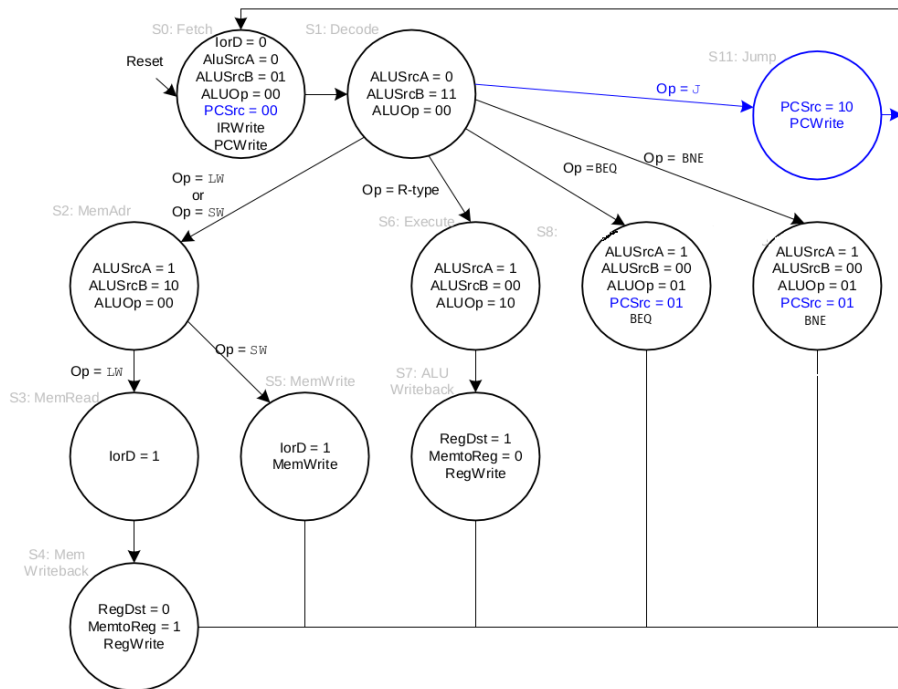 S0: Fetch
IorD = 0
AluSrcA = 0
ALUSrcB = 01
ALUOp = 00
PCSrc = 00
IRWrite
PCWrite
Reset
S1: Decode
ALUSrcA = 0
ALUSrcB = 11
ALUOp = 00
S11: Jump
Op = J
PCSrc = 10
PCWrite
Op = LW
or
Op = SW
Op = R-type
Op =BEQ
Op = BNE
S2: MemAdr
ALUSrcA = 1
ALUSrcB = 10
ALUOp = 00
S6: Execute
ALUSrcA = 1
ALUSrcB = 00
ALUOp = 10
S8:
ALUSrcA = 1
ALUSrcB = 00
ALUOp = 01
PCSrc = 01
BEQ
ALUSrcA = 1
ALUSrcB = 00
ALUOp = 01
PCSrc = 01
BNE
Op = LW
Op = SW
S3: MemRead
IorD = 1
S5: MemWrite
IorD = 1
MemWrite
S7: ALU
Writeback
RegDst = 1
MemtoReg = 0
RegWrite
S4: Mem
Writeback
RegDst = 0
MemtoReg = 1
RegWrite